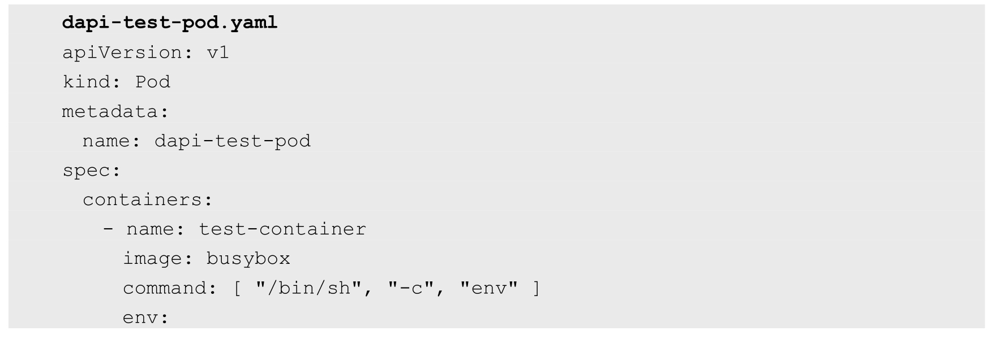 dapi-test-pod.yaml
apiVersion: v1
kind: Pod
metadata:
  name: dapi-test-pod
spec:
  containers:
    - name: test-container
      image: busybox
      command: [ "/bin/sh", "-c", "env" ]
      env: